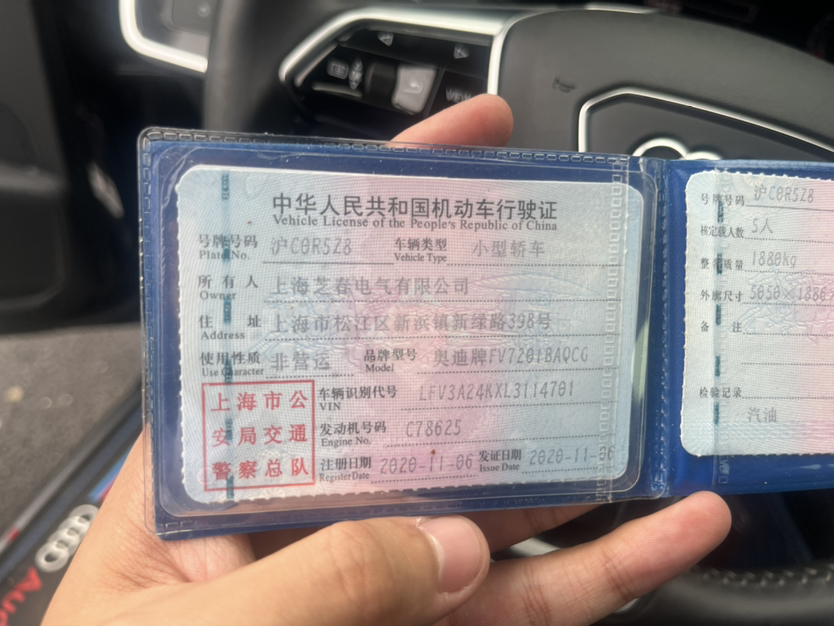 中华人民共和国机动车行驶证
Vehicle License of the People's Republic of China
号牌号码 沪C0R5Z8 车辆类型 小型轿车
Plate No. Vehicle Type
所有人 上海芝春电气有限公司
Owner
住址 上海市松江区新浜镇新绿路398号
Address
使用性质 非营运 品牌型号 奥迪牌FV7201BAQCG
Use Character Model
上海市公
安局交通
警察总队
车辆识别代号 LFV3A24KXL3114701
VIN
发动机号码 C78625
Engine No.
注册日期 2020-11-06 发证日期 2020-11-06
Register Date Issue Date
号牌号码 沪C0R5Z8
核定载人数 5人
整备质量 1880kg
外廓尺寸 5050×1886
备注
检验记录
汽油